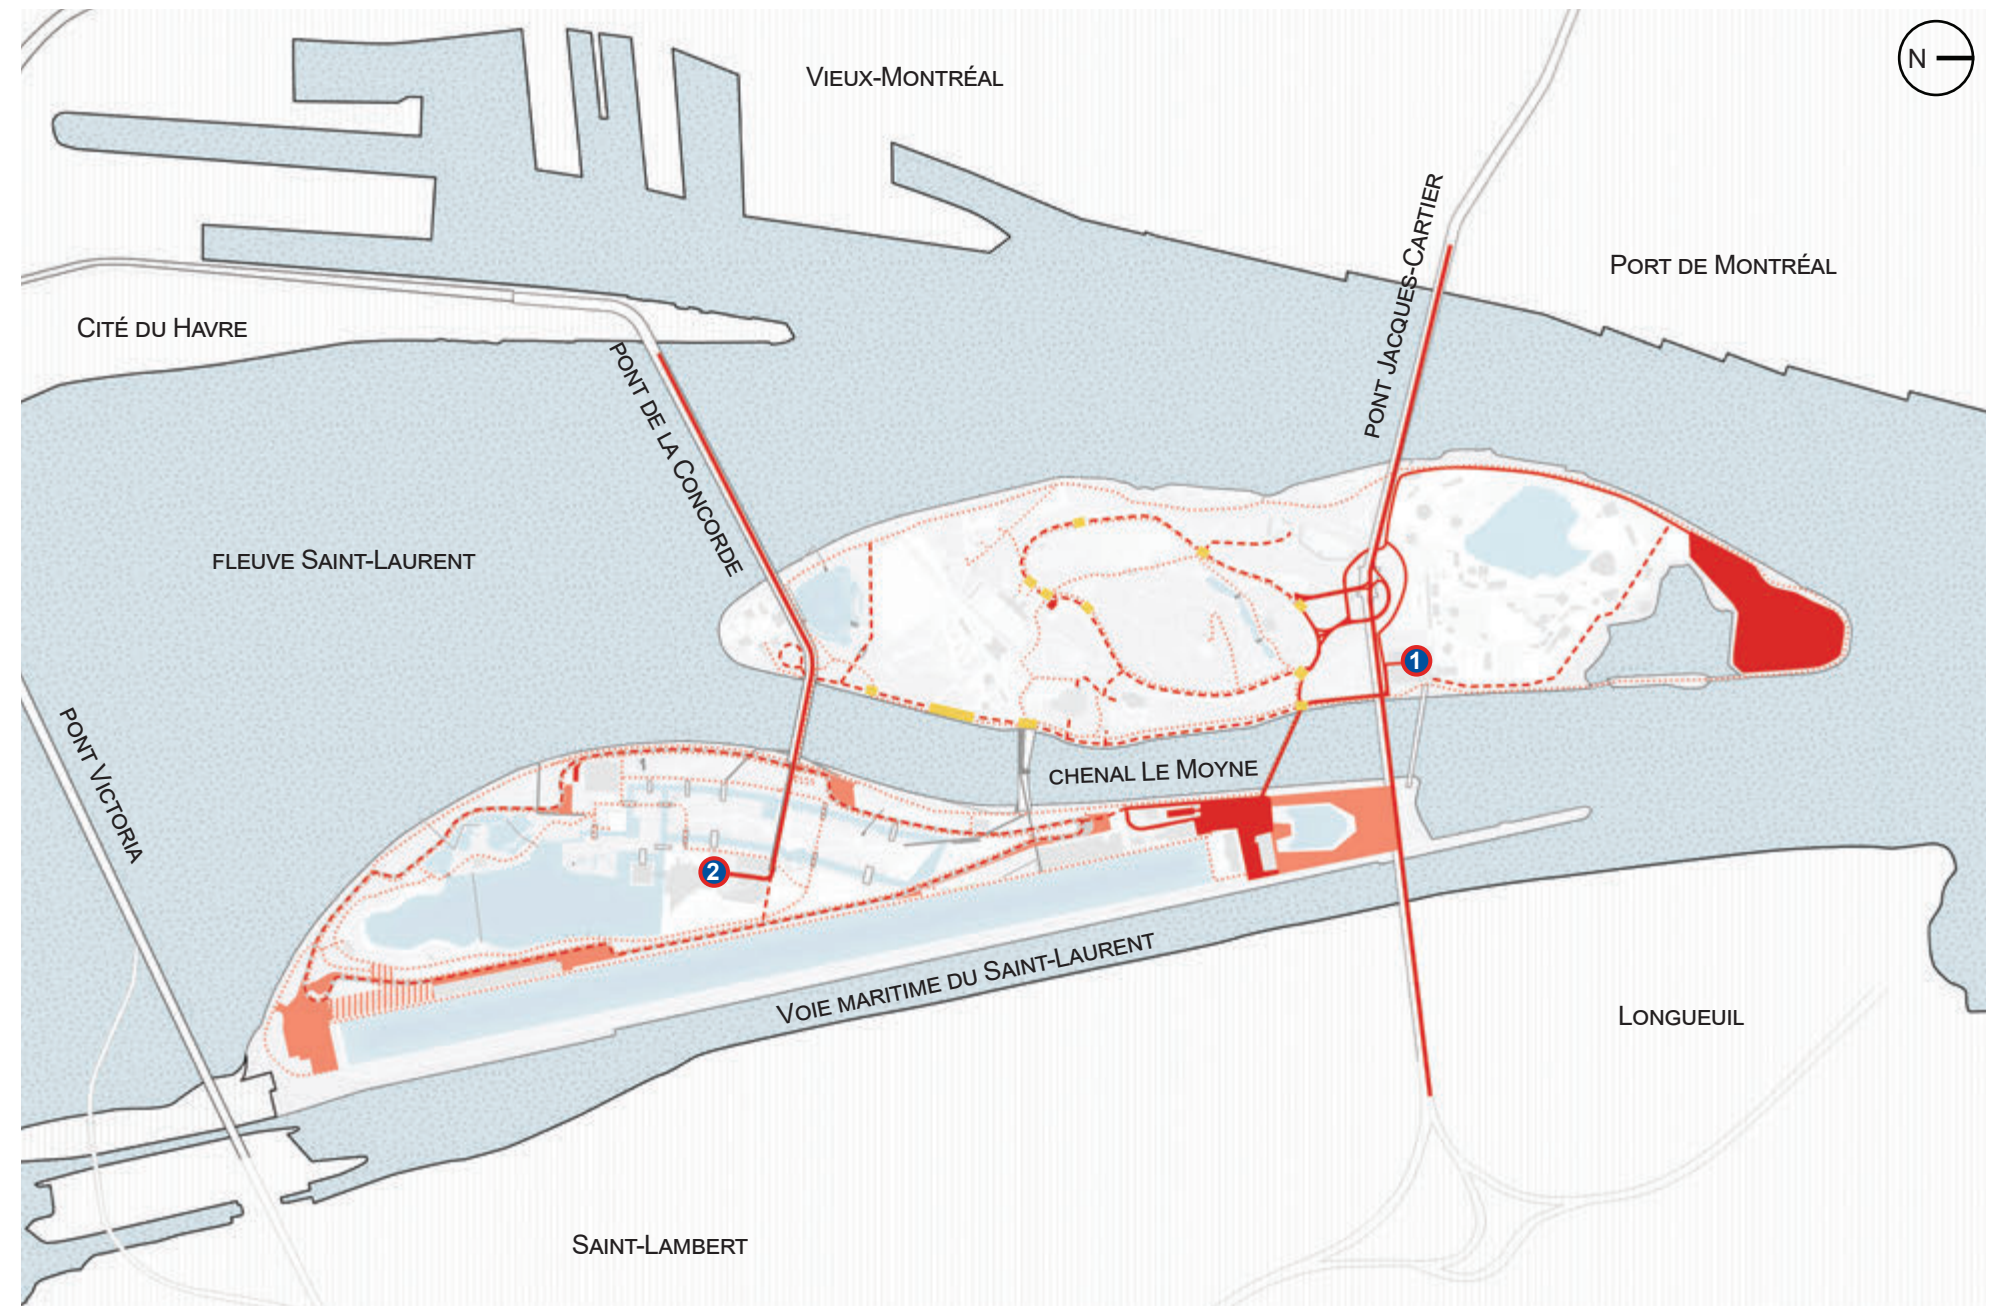 N
VIEUX-MONTRÉAL
PONT JACQUES-CARTIER
PORT DE MONTRÉAL
CITÉ DU HAVRE
PONT DE LA CONCORDE
FLEUVE SAINT-LAURENT
1
PONT VICTORIA
CHENAL LE MOYNE
2
VOIE MARITIME DU SAINT-LAURENT
LONGUEUIL
SAINT-LAMBERT